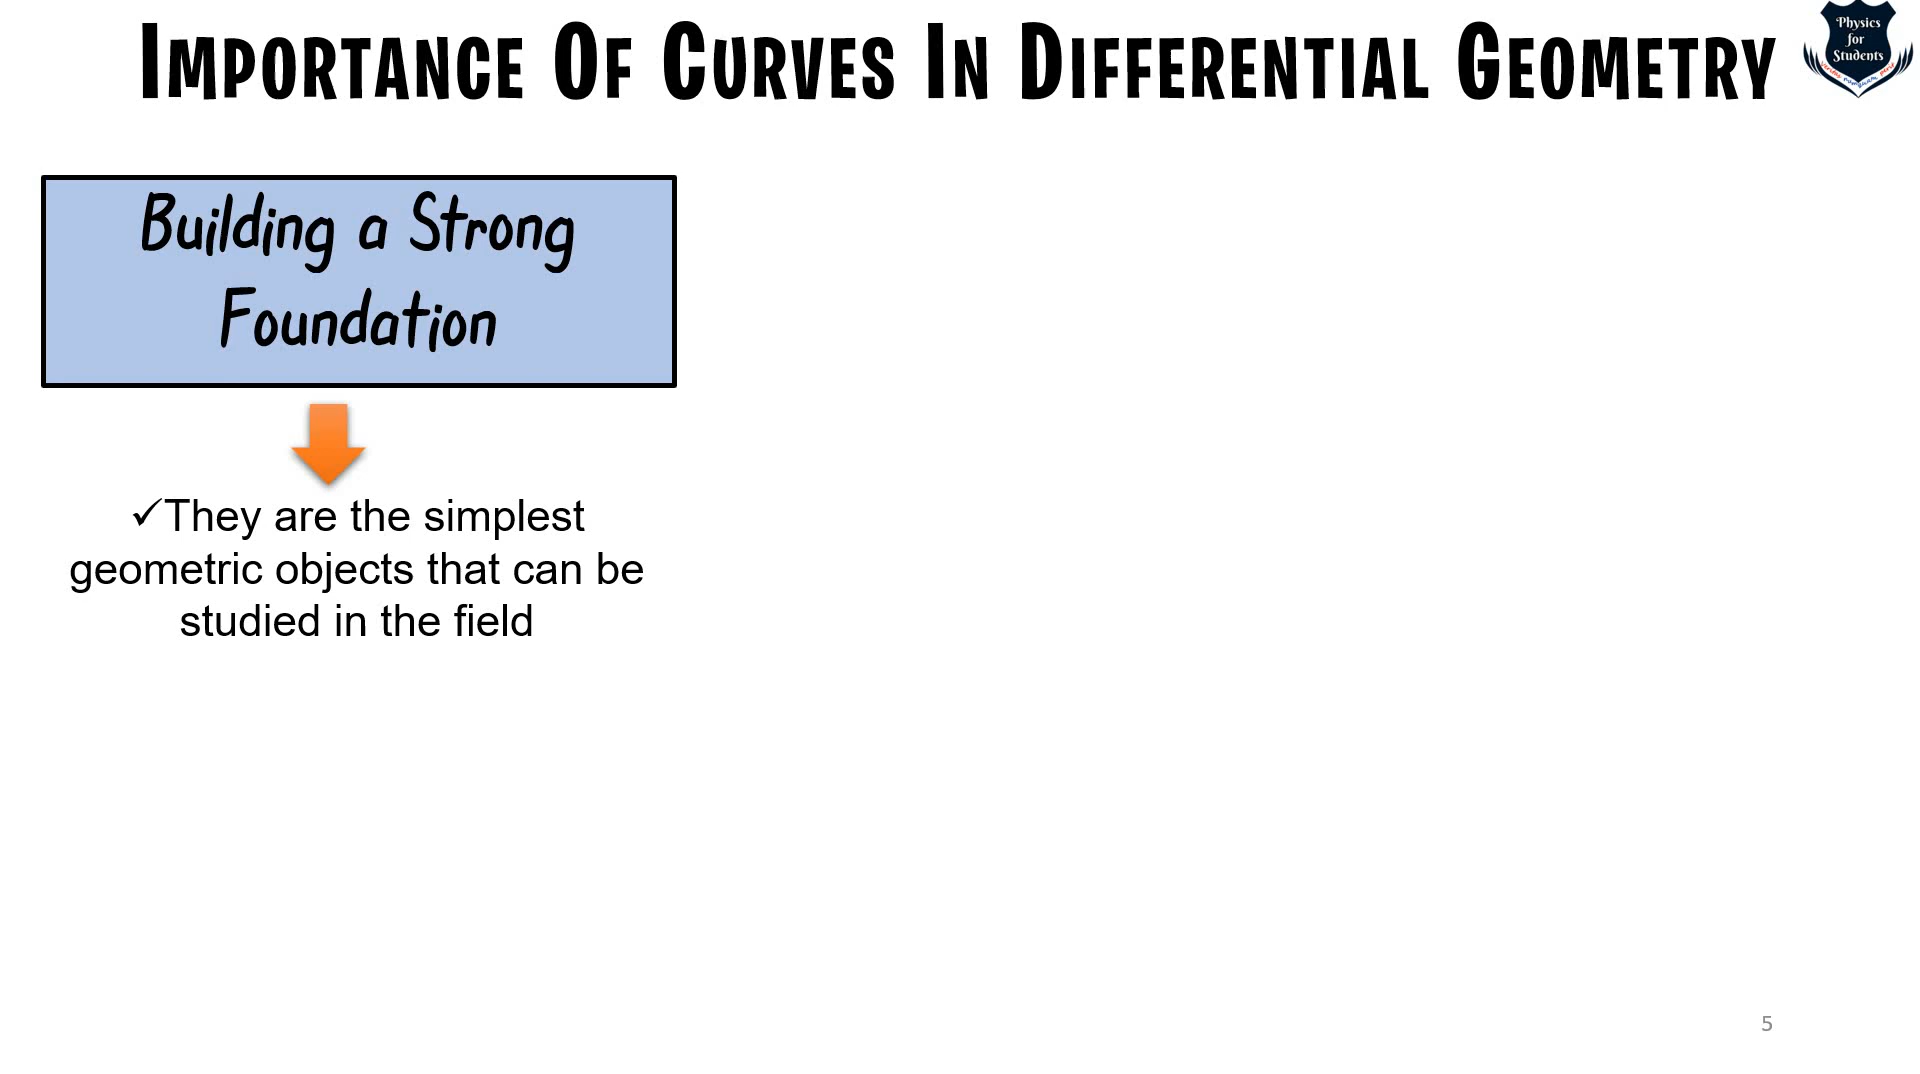 Importance Of Curves In Differential Geometry
Physics
for
Students
Building a Strong
Foundation
✓They are the simplest
geometric objects that can be
studied in the field
5